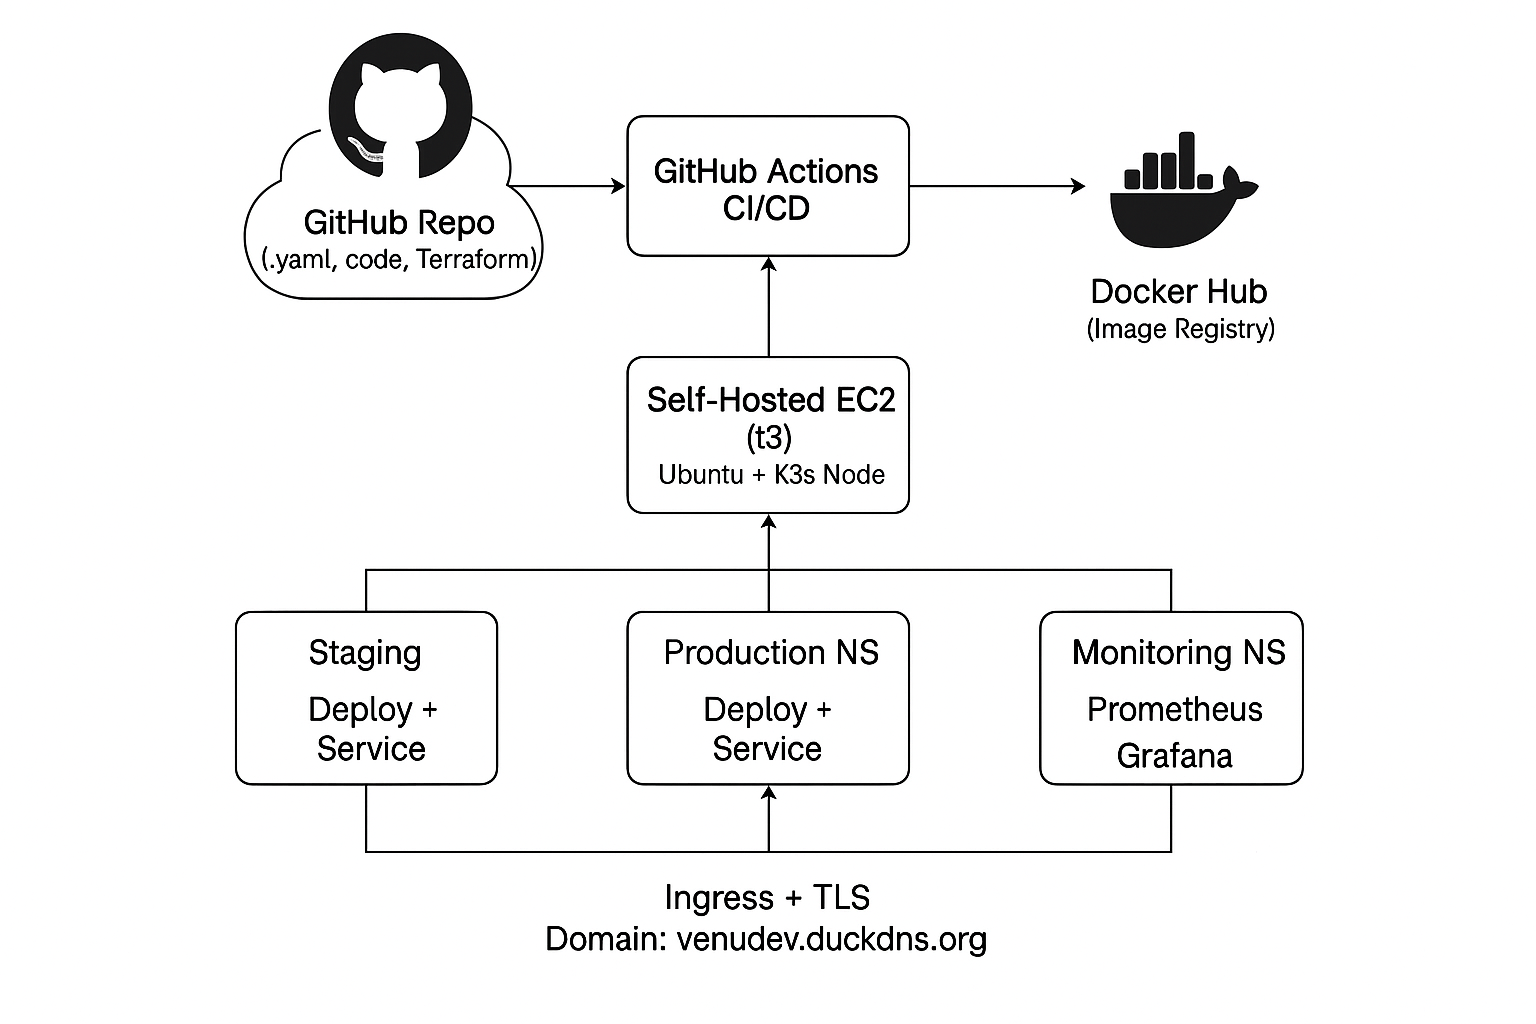 GitHub Repo
(.yaml, code, Terraform)
GitHub Actions
CI/CD
Docker Hub
(Image Registry)
Self-Hosted EC2
(t3)
Ubuntu + K3s Node
Staging
Deploy +
Service
Production NS
Deploy +
Service
Monitoring NS
Prometheus
Grafana
Ingress + TLS
Domain: venudev.duckdns.org